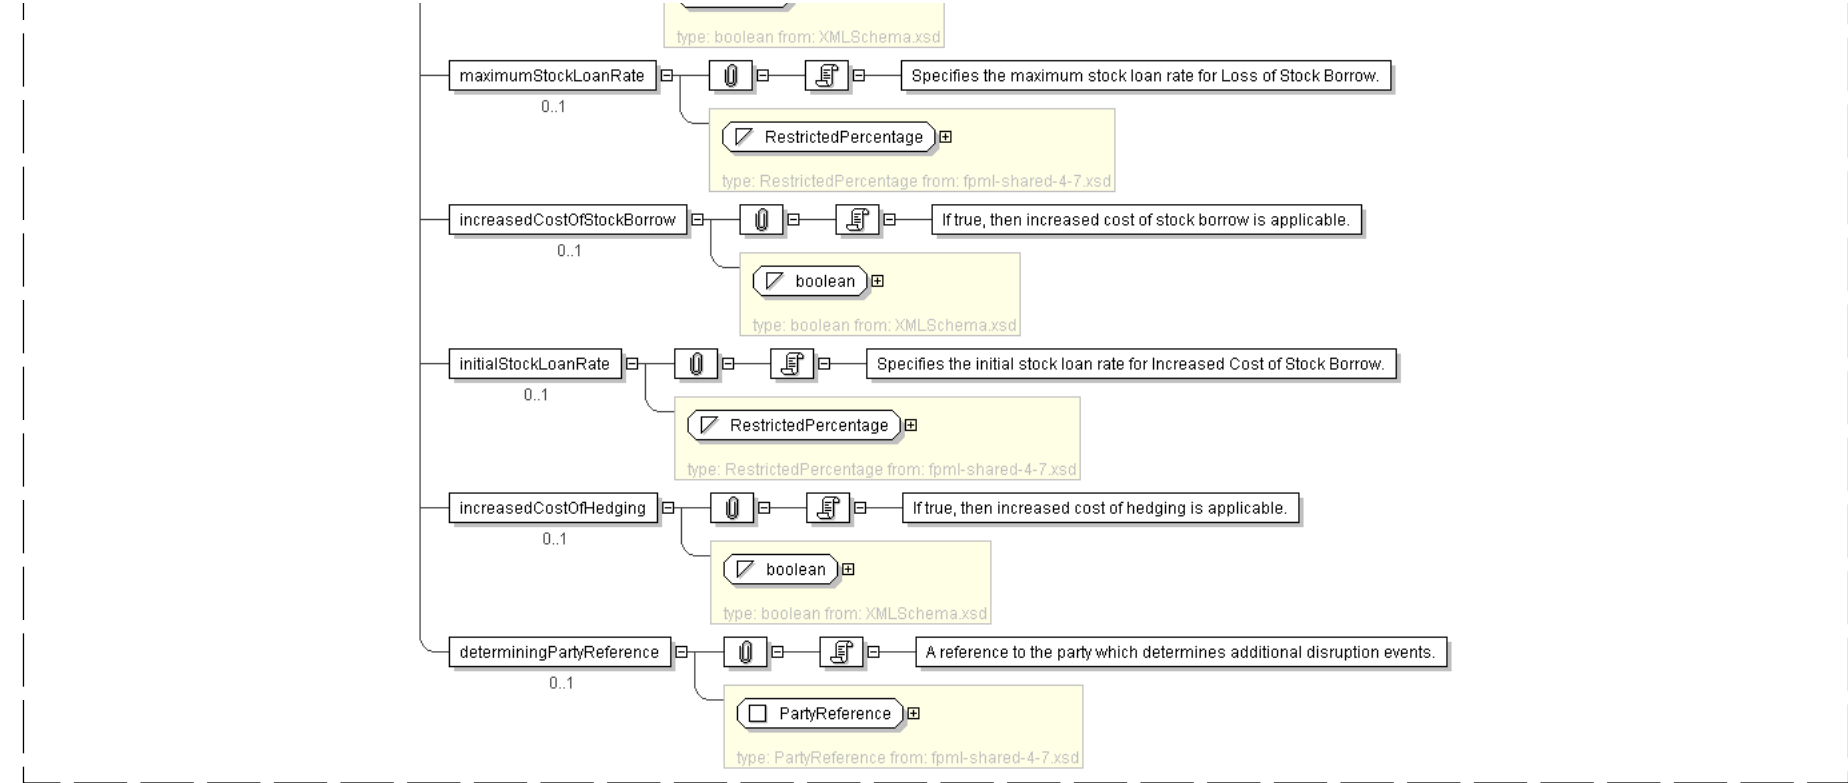 type: boolean from: XMLSchema.xsd
maximumStockLoanRate
Specifies the maximum stock loan rate for Loss of Stock Borrow.
0..1
RestrictedPercentage
type: RestrictedPercentage from: fpml-shared-4-7.xsd
increasedCostOfStockBorrow
If true, then increased cost of stock borrow is applicable.
0..1
boolean
type: boolean from: XMLSchema.xsd
initialStockLoanRate
Specifies the initial stock loan rate for Increased Cost of Stock Borrow.
0..1
RestrictedPercentage
type: RestrictedPercentage from: fpml-shared-4-7.xsd
increasedCostOfHedging
If true, then increased cost of hedging is applicable.
0..1
boolean
type: boolean from: XMLSchema.xsd
determiningPartyReference
A reference to the party which determines additional disruption events.
0..1
PartyReference
type: PartyReference from: fpml-shared-4-7.xsd